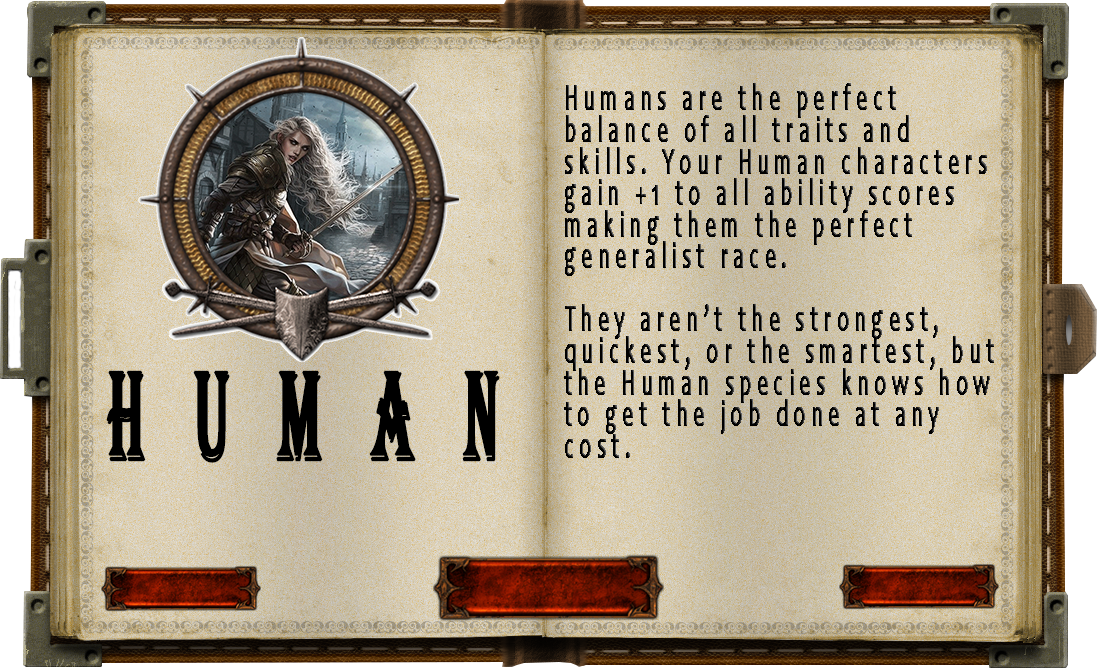 HUMAN
Humans are the perfect
balance of all traits and
skills. Your Human characters
gain +1 to all ability scores
making them the perfect
generalist race.
They aren't the strongest,
quickest, or the smartest, but
the Human species knows how
to get the job done at any
cost.